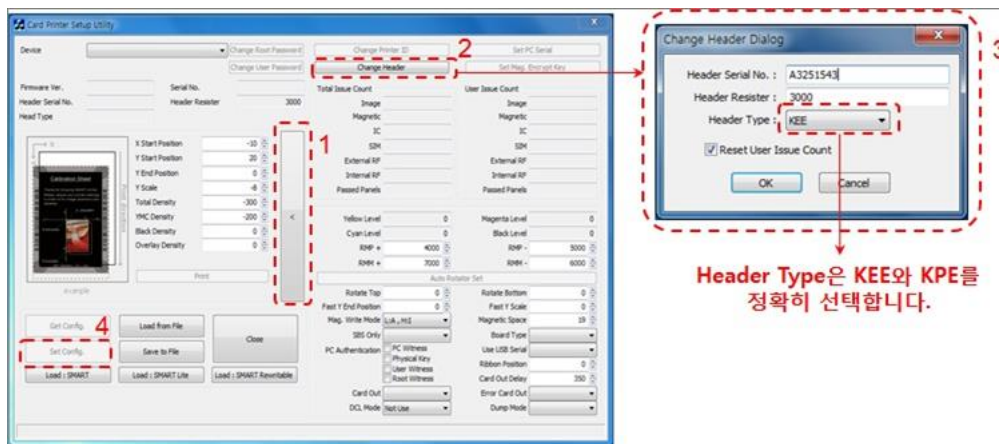 Card Printer Setup Utility
Device
Change Root Password
Change User Password
Change Printer ID
2
Set PC Serial
Change Header
Set Mag. Encrypt Key
Firmware Ver.
Serial No.
Header Serial No.
Header Resister
3000
Head Type
Total Issue Count
User Issue Count
Image
Image
Magnetic
Magnetic
IC
IC
SIM
SIM
External RF
External RF
Internal RF
Internal RF
Passed Panels
Passed Panels
X Start Position
-10
Y Start Position
20
Y End Position
0
Y Scale
-8
Total Density
-300
YMC Density
-200
Black Density
0
Overlay Density
0
1
<
Print
example
Calibration Sheet
Yellow Level
0
Magenta Level
0
Cyan Level
0
Black Level
0
RMP +
4000
RMP -
5000
RMM +
7000
RMM -
6000
Auto Rotator Set
Rotate Top
0
Rotate Bottom
0
Fast Y End Position
0
Fast Y Scale
0
Mag. Write Mode
Magnetic Space
19
SBS Only
Board Type
PC Authentication
PC Witness
Physical Key
User Witness
Root Witness
Use USB Serial
Ribbon Position
0
Card Out Delay
350
Card Out
Error Card Out
DCL Mode
Not Use
Dump Mode
Get Config.
4
Load from File
Close
Set Config.
Save to File
Load : SMART
Load : SMART Lite
Load : SMART Rewritable
3
Change Header Dialog
Header Serial No. :
A3251543
Header Resister :
3000
Header Type :
KEE
Reset User Issue Count
OK
Cancel
Header Type은 KEE와 KPE를
정확히 선택합니다.